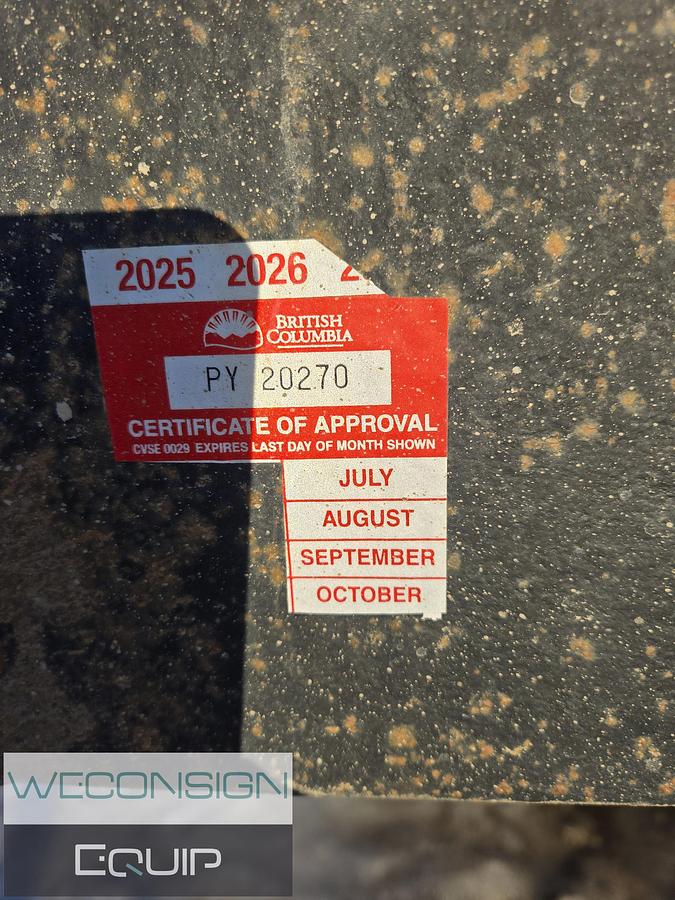 2025 2026 2
BRITISH
COLUMBIA
PY 20270
CERTIFICATE OF APPROVAL
CVSE 0029 EXPIRES LAST DAY OF MONTH SHOWN
JULY
AUGUST
SEPTEMBER
OCTOBER
WECONSIGN
EQUIP